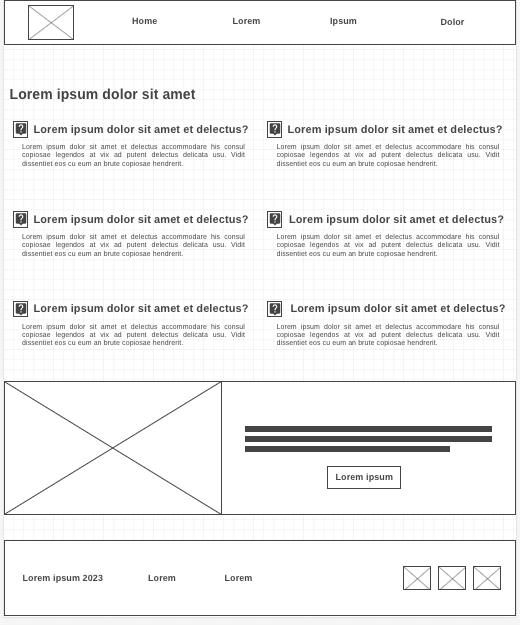 Home Lorem Ipsum Dolor
Lorem ipsum dolor sit amet
? Lorem ipsum dolor sit amet et delectus?
Lorem ipsum dolor sit amet et delectus accommodare his consul
copiosae legendos at vix ad putent delectus delicata usu. Vidit
dissentiet eos cu eum an brute copiosae hendrerit.
? Lorem ipsum dolor sit amet et delectus?
Lorem ipsum dolor sit amet et delectus accommodare his consul
copiosae legendos at vix ad putent delectus delicata usu. Vidit
dissentiet eos cu eum an brute copiosae hendrerit.
? Lorem ipsum dolor sit amet et delectus?
Lorem ipsum dolor sit amet et delectus accommodare his consul
copiosae legendos at vix ad putent delectus delicata usu. Vidit
dissentiet eos cu eum an brute copiosae hendrerit.
? Lorem ipsum dolor sit amet et delectus?
Lorem ipsum dolor sit amet et delectus accommodare his consul
copiosae legendos at vix ad putent delectus delicata usu. Vidit
dissentiet eos cu eum an brute copiosae hendrerit.
? Lorem ipsum dolor sit amet et delectus?
Lorem ipsum dolor sit amet et delectus accommodare his consul
copiosae legendos at vix ad putent delectus delicata usu. Vidit
dissentiet eos cu eum an brute copiosae hendrerit.
? Lorem ipsum dolor sit amet et delectus?
Lorem ipsum dolor sit amet et delectus accommodare his consul
copiosae legendos at vix ad putent delectus delicata usu. Vidit
dissentiet eos cu eum an brute copiosae hendrerit.
Lorem ipsum
Lorem ipsum 2023 Lorem Lorem